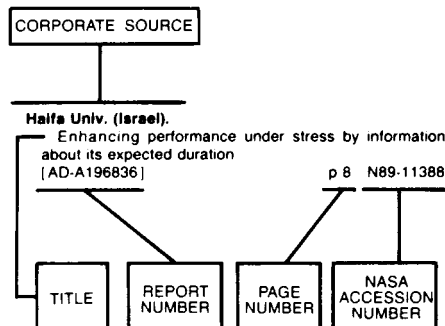 CORPORATE SOURCE
Haifa Univ. (Israel).
Enhancing performance under stress by information
about its expected duration
[AD-A196836] p 8 N89-11388
TITLE
REPORT
NUMBER
PAGE
NUMBER
NASA
ACCESSION
NUMBER